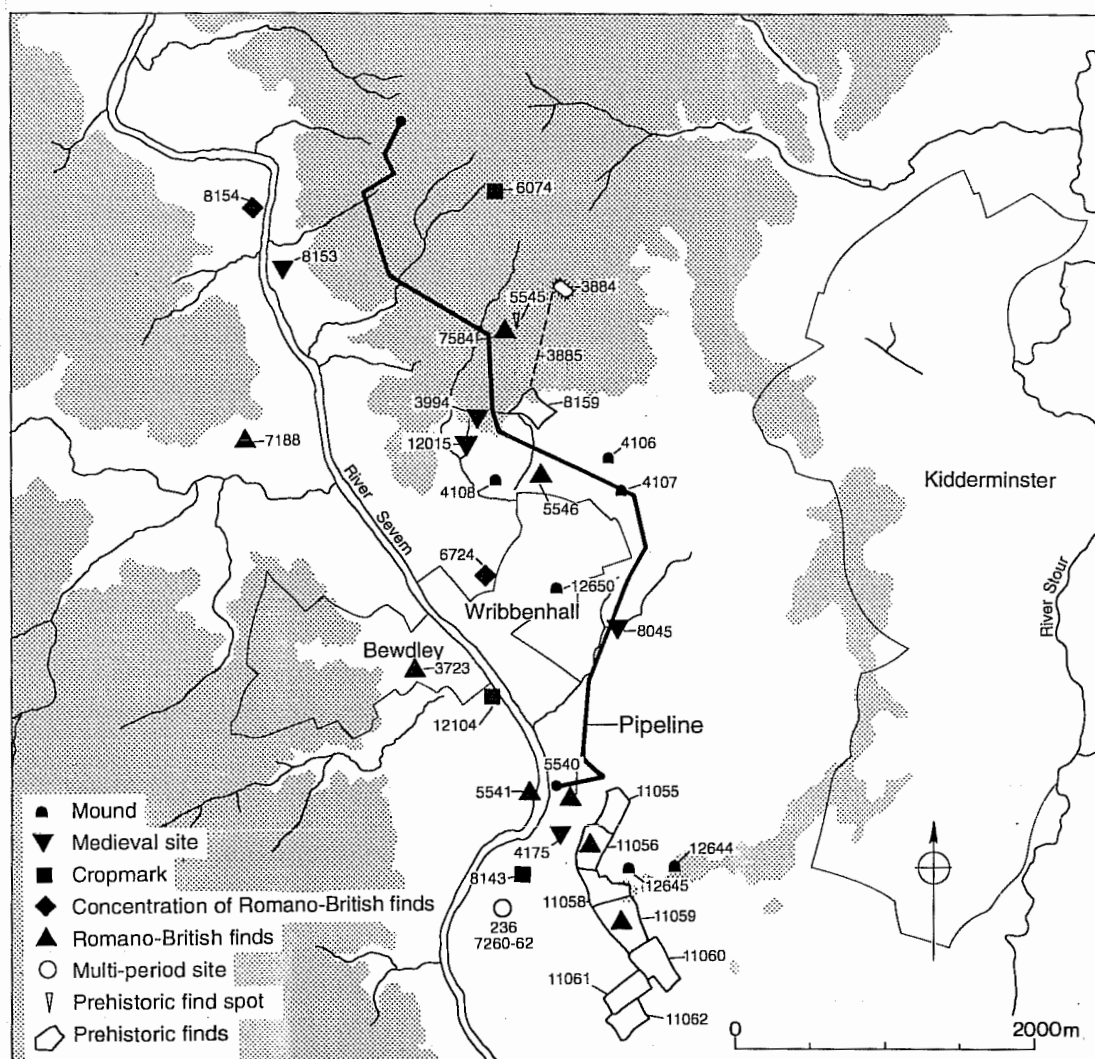 6074
8154
8153
3884
5545
7584
3885
8159
3994
12015
7188
4106
4107
4108
5546
Kidderminster
River Severn
6724
12650
Wribbenhall
8045
Bewdley
3723
12104
River Stour
Pipeline
5540
5541
11055
11056
4175
12644
12645
8143
11058
11059
236
7260-62
11060
11061
11062
Mound
Medieval site
Cropmark
Concentration of Romano-British finds
Romano-British finds
Multi-period site
Prehistoric find spot
Prehistoric finds
0 2000m